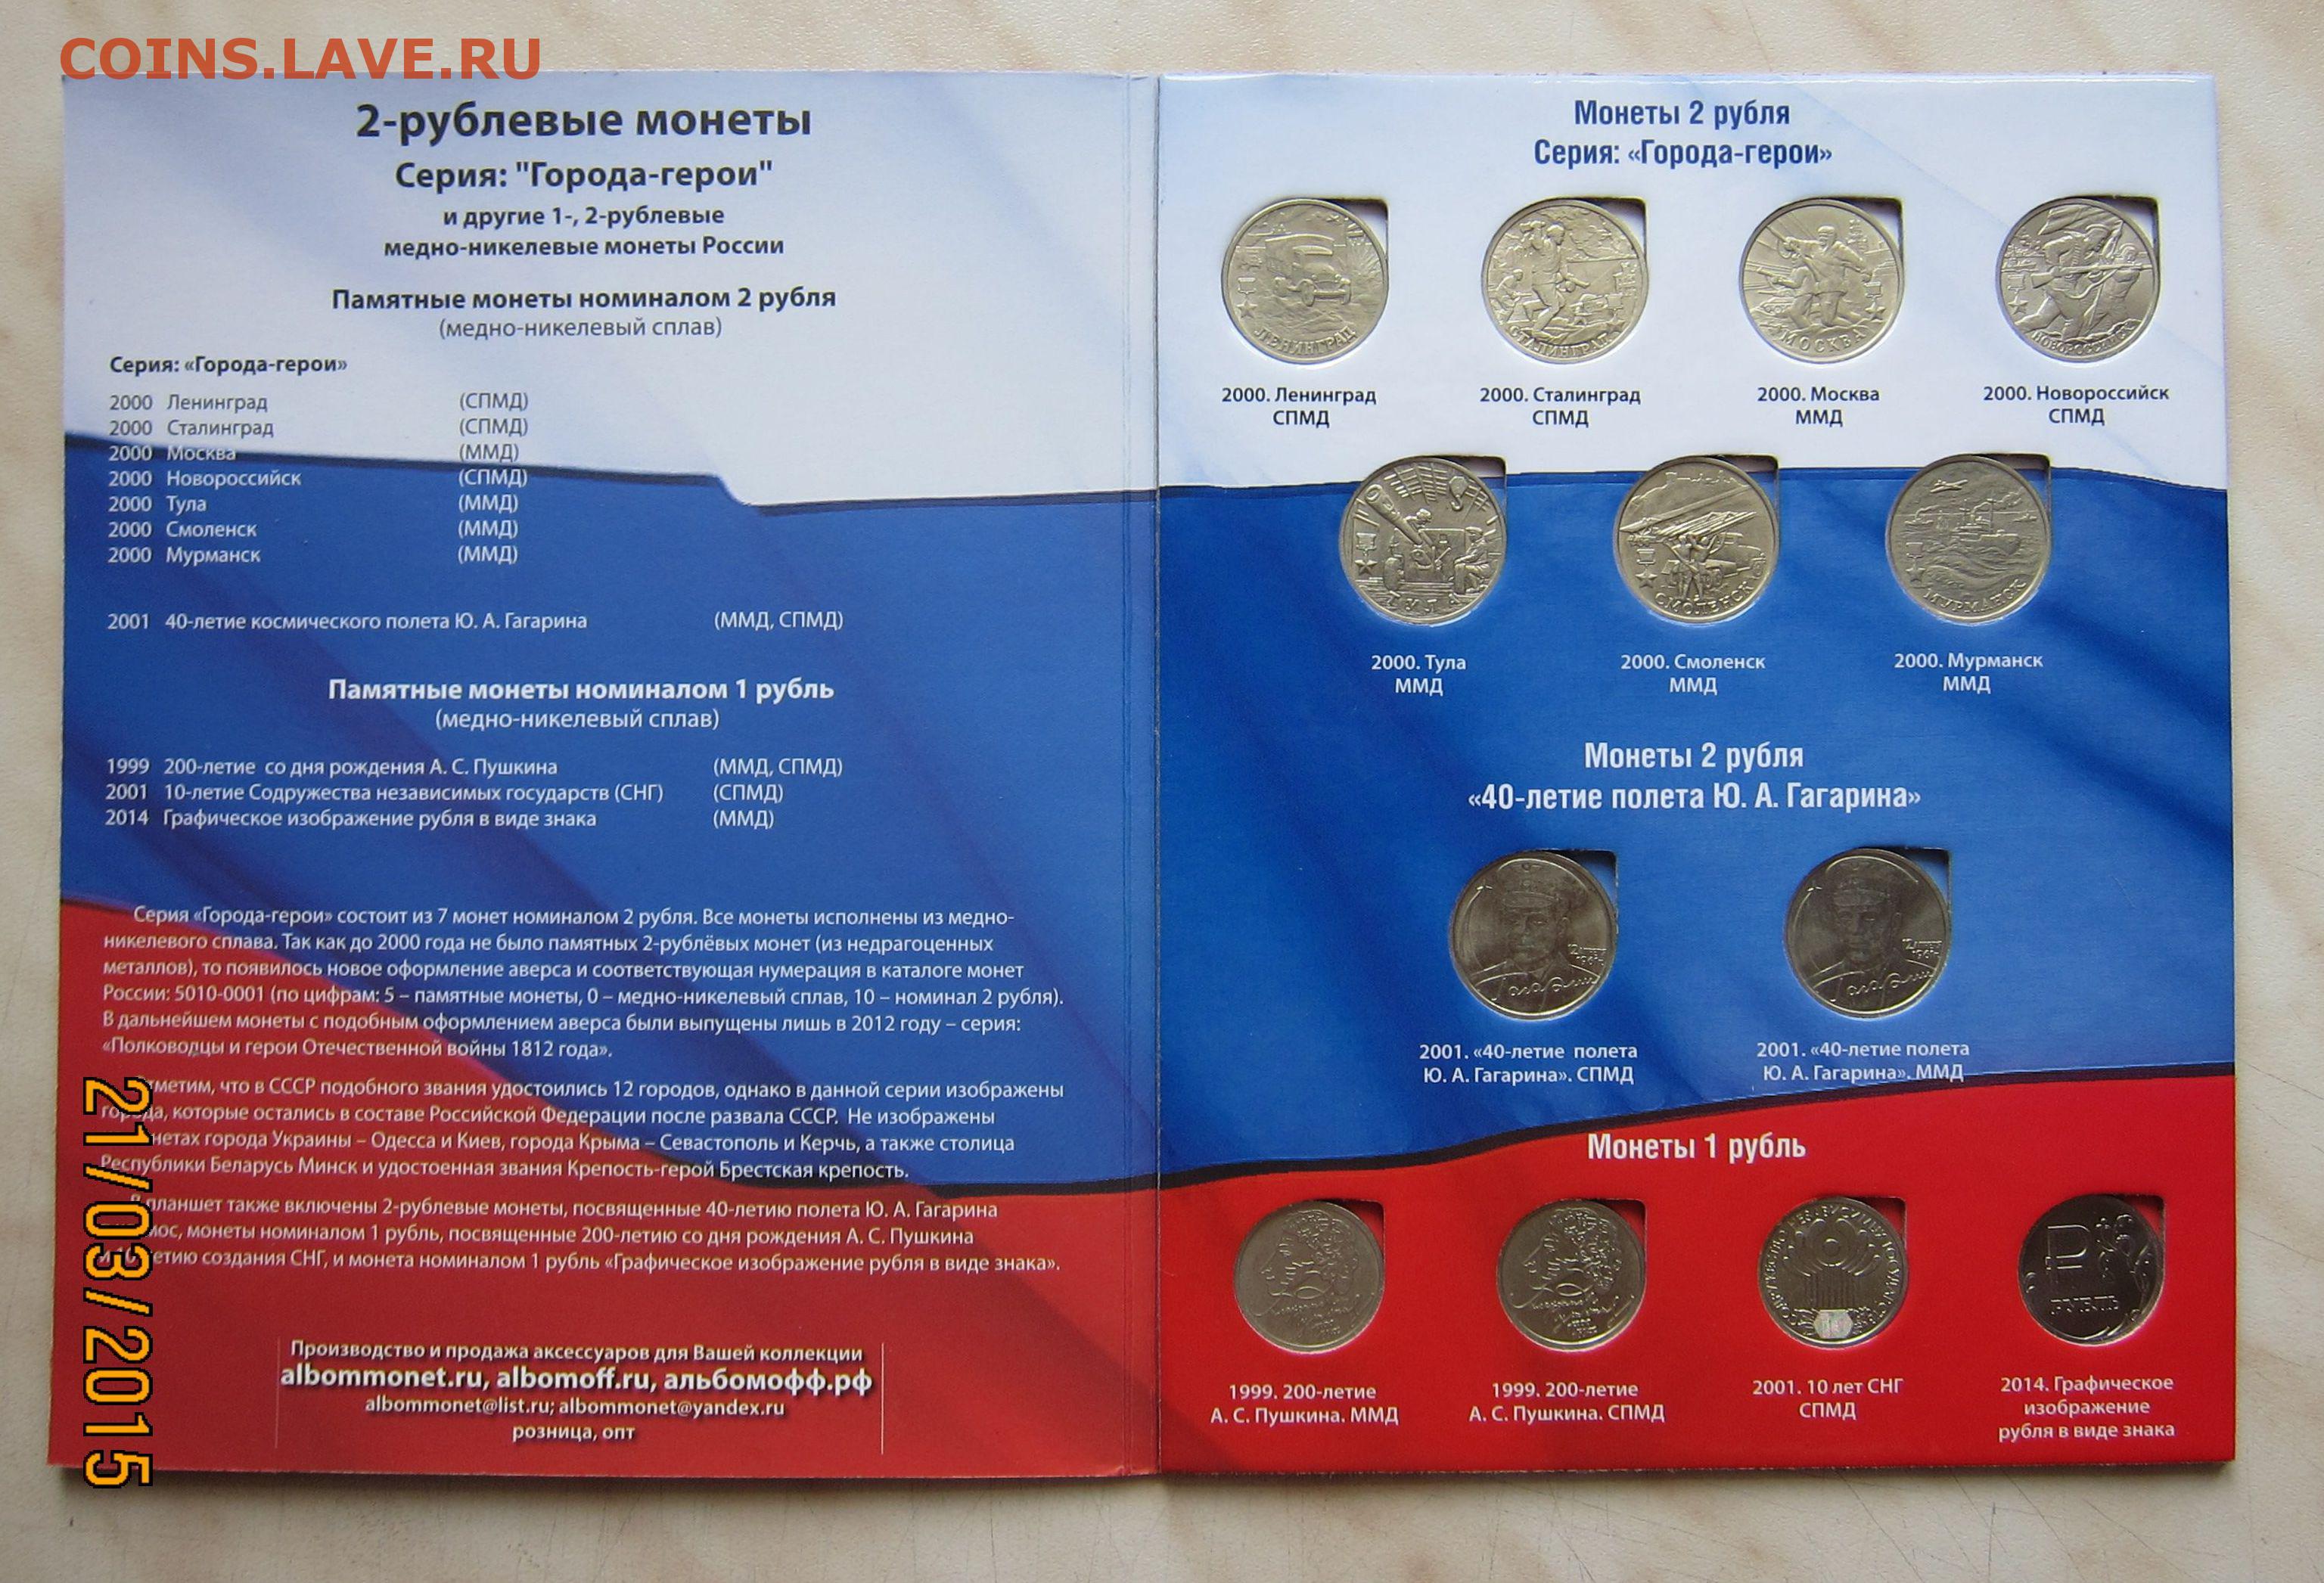 COINS.LAVE.RU
2-рублевые монеты
Серия: "Города-герои"
и другие 1-, 2-рублевые
медно-никелевые монеты России
Памятные монеты номиналом 2 рубля
(медно-никелевый сплав)
Серия: «Города-герои»
2000 Ленинград (СПМД)
2000 Сталинград (СПМД)
2000 Москва (ММД)
2000 Новороссийск (СПМД)
2000 Тула (ММД)
2000 Смоленск (ММД)
2000 Мурманск (ММД)
2001 40-летие космического полета Ю. А. Гагарина (ММД, СПМД)
Памятные монеты номиналом 1 рубль
(медно-никелевый сплав)
1999 200-летие со дня рождения А. С. Пушкина (ММД, СПМД)
2001 10-летие Содружества независимых государств (СНГ) (СПМД)
2014 Графическое изображение рубля в виде знака (ММД)
Серия «Города-герои» состоит из 7 монет номиналом 2 рубля. Все монеты исполнены из медно-
никелевого сплава. Так как до 2000 года не было памятных 2-рублёвых монет (из недрагоценных
металлов), то появилось новое оформление аверса и соответствующая нумерация в каталоге монет
России: 5010-0001 (по цифрам: 5 – памятные монеты, 0 – медно-никелевый сплав, 10 – номинал 2 рубля).
В дальнейшем монеты с подобным оформлением аверса были выпущены лишь в 2012 году – серия:
«Полководцы и герои Отечественной войны 1812 года».
Отметим, что в СССР подобного звания удостоились 12 городов, однако в данной серии изображены
города, которые остались в составе Российской Федерации после развала СССР. Не изображены
города Украины – Одесса и Киев, города Крыма – Севастополь и Керчь, а также столица
Республики Беларусь Минск и удостоенная звания Крепость-герой Брестская крепость.
В планшет также включены 2-рублевые монеты, посвященные 40-летию полета Ю. А. Гагарина
монеты номиналом 1 рубль, посвященные 200-летию со дня рождения А. С. Пушкина
и 10-летию создания СНГ, и монета номиналом 1 рубль «Графическое изображение рубля в виде знака».
Производство и продажа аксессуаров для Вашей коллекции
albommonet.ru, albomoff.ru, альбомофф.рф
albommonet@list.ru; albommonet@yandex.ru
розница, опт
21/03/2015
Монеты 2 рубля
Серия: «Города-герои»
ЛЕНИНГРАД
СТАЛИНГРАД
МОСКВА
НОВОРОССИЙСК
2000. Ленинград
СПМД
2000. Сталинград
СПМД
2000. Москва
ММД
2000. Новороссийск
СПМД
ТУЛА
СМОЛЕНСК
МУРМАНСК
2000. Тула
ММД
2000. Смоленск
ММД
2000. Мурманск
ММД
Монеты 2 рубля
«40-летие полета Ю. А. Гагарина»
2001. «40-летие полета
Ю. А. Гагарина». СПМД
2001. «40-летие полета
Ю. А. Гагарина». ММД
Монеты 1 рубль
РУБЛЬ
1999. 200-летие
А. С. Пушкина. ММД
1999. 200-летие
А. С. Пушкина. СПМД
2001. 10 лет СНГ
СПМД
2014. Графическое
изображение
рубля в виде знака